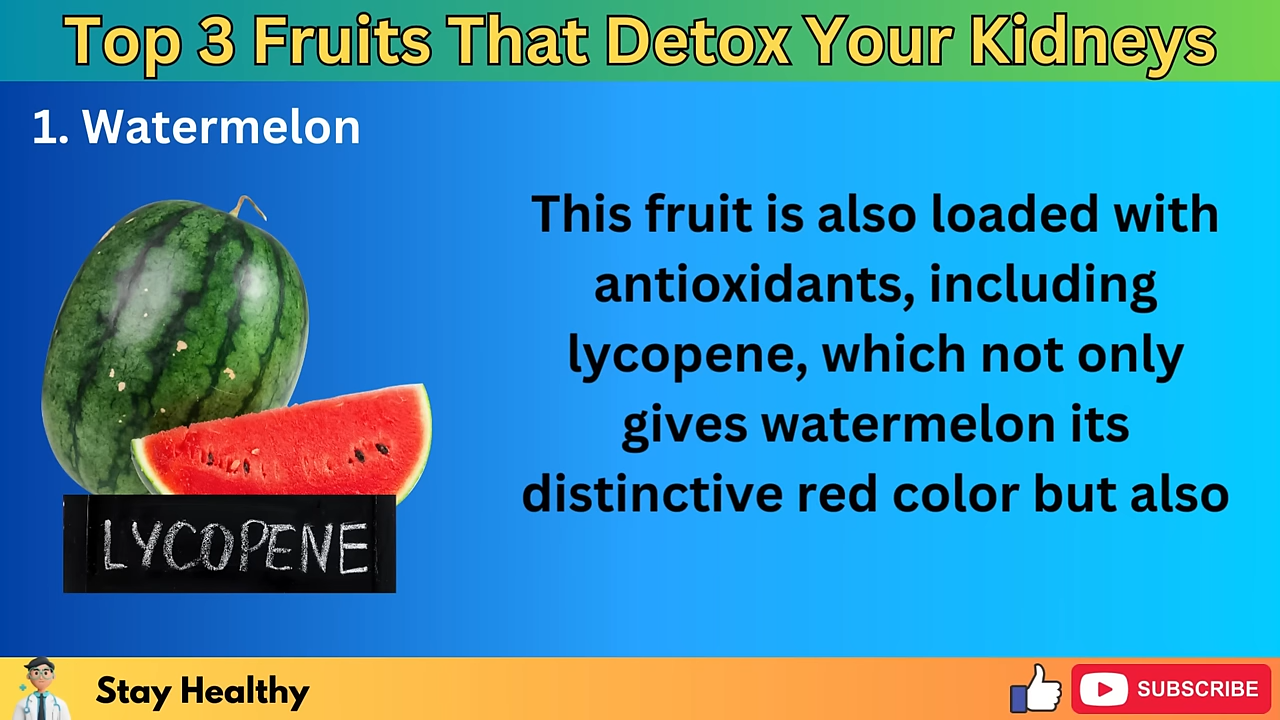 Top 3 Fruits That Detox Your Kidneys
1. Watermelon
This fruit is also loaded with
antioxidants, including
lycopene, which not only
gives watermelon its
distinctive red color but also
LYCOPENE
Stay Healthy
SUBSCRIBE